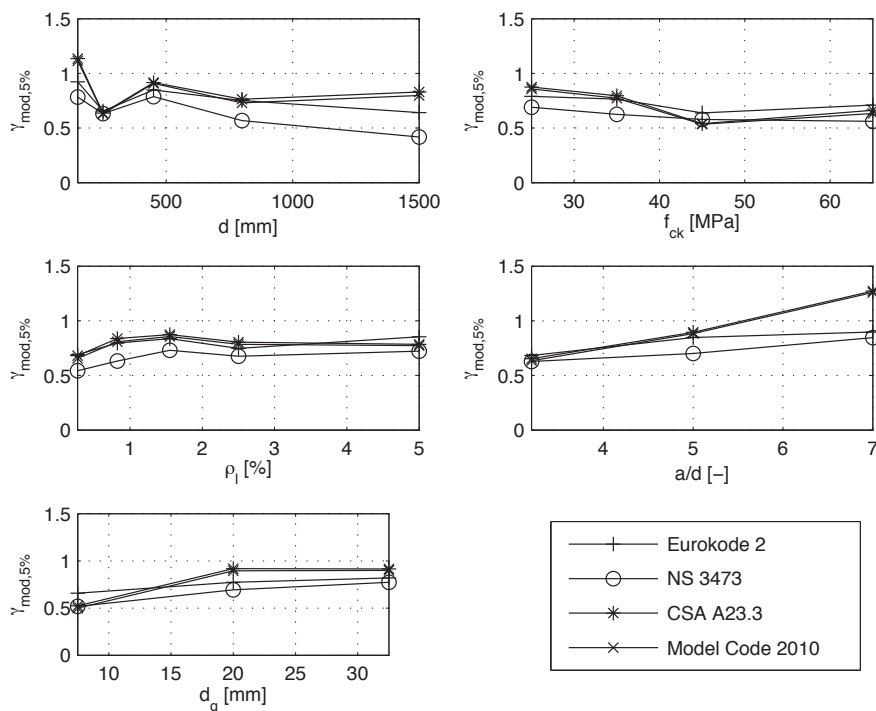 1.5
1
0.5
0
γmod,5%
500
1000
1500
d [mm]
1.5
1
0.5
0
γmod,5%
30
40
50
60
fck [MPa]
1.5
1
0.5
0
γmod,5%
1
2
3
4
5
ρl [%]
1.5
1
0.5
0
γmod,5%
4
5
6
7
a/d [−]
1.5
1
0.5
0
γmod,5%
10
15
20
25
30
dg [mm]
Eurokode 2
NS 3473
CSA A23.3
Model Code 2010